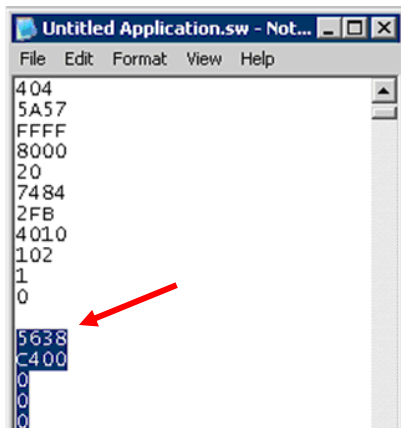 Untitled Application.sw - Not...
File Edit Format View Help
404
5A57
FFFF
8000
20
7484
2FB
4010
102
1
0
5638
C400
0
0
0